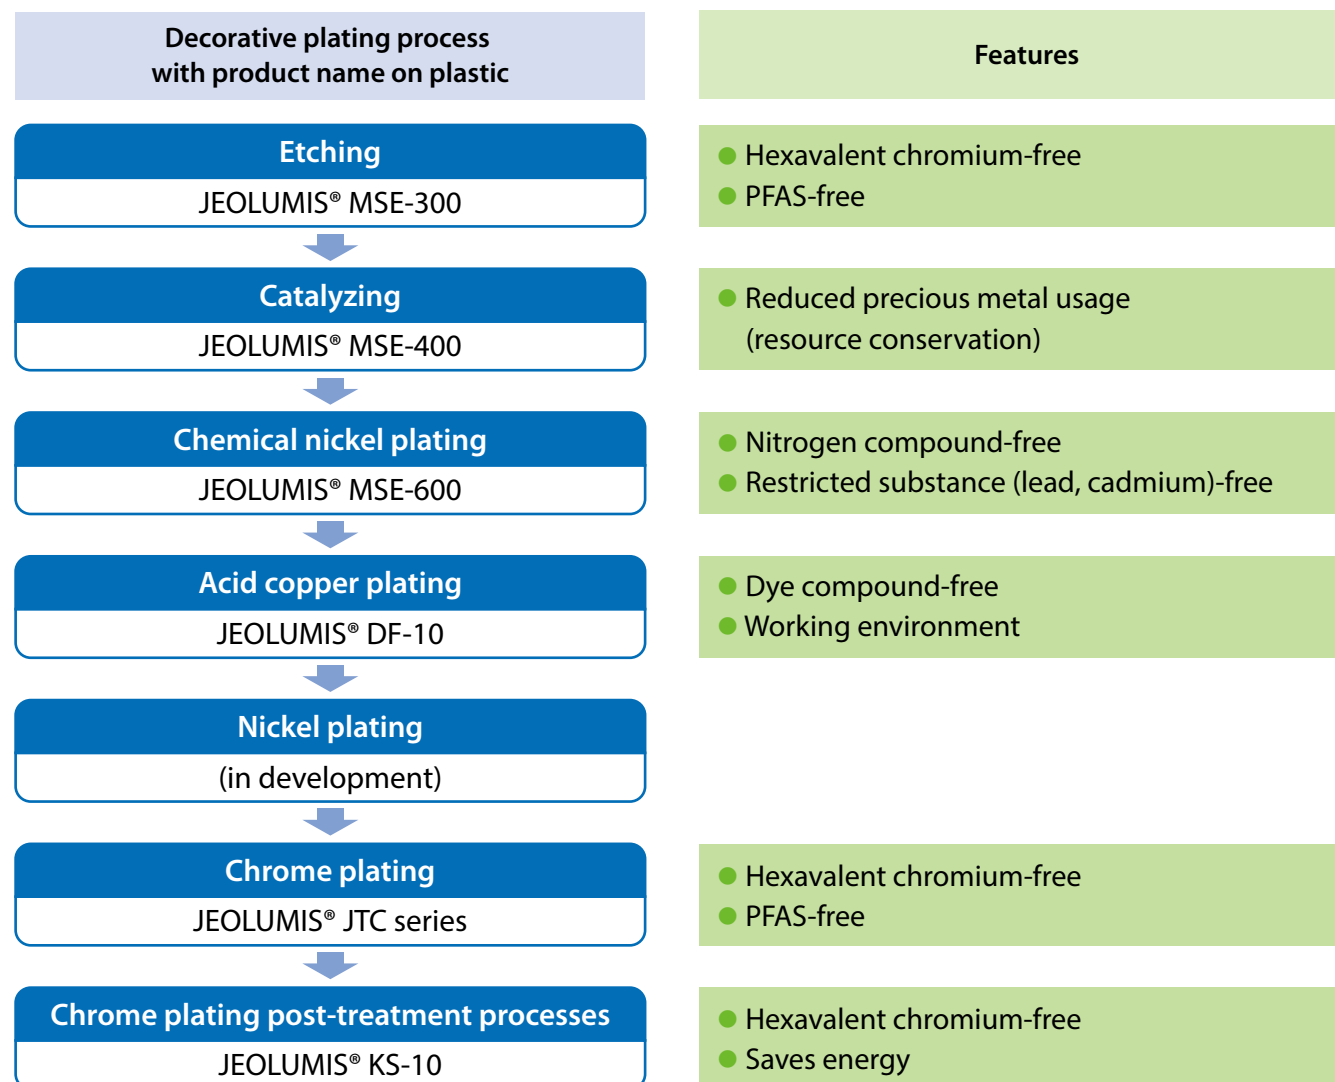 Decorative plating process
with product name on plastic
Features
Etching
JEOLUMIS® MSE-300
Hexavalent chromium-free
PFAS-free
Catalyzing
JEOLUMIS® MSE-400
Reduced precious metal usage
(resource conservation)
Chemical nickel plating
JEOLUMIS® MSE-600
Nitrogen compound-free
Restricted substance (lead, cadmium)-free
Acid copper plating
JEOLUMIS® DF-10
Dye compound-free
Working environment
Nickel plating
(in development)
Chrome plating
JEOLUMIS® JTC series
Hexavalent chromium-free
PFAS-free
Chrome plating post-treatment processes
JEOLUMIS® KS-10
Hexavalent chromium-free
Saves energy